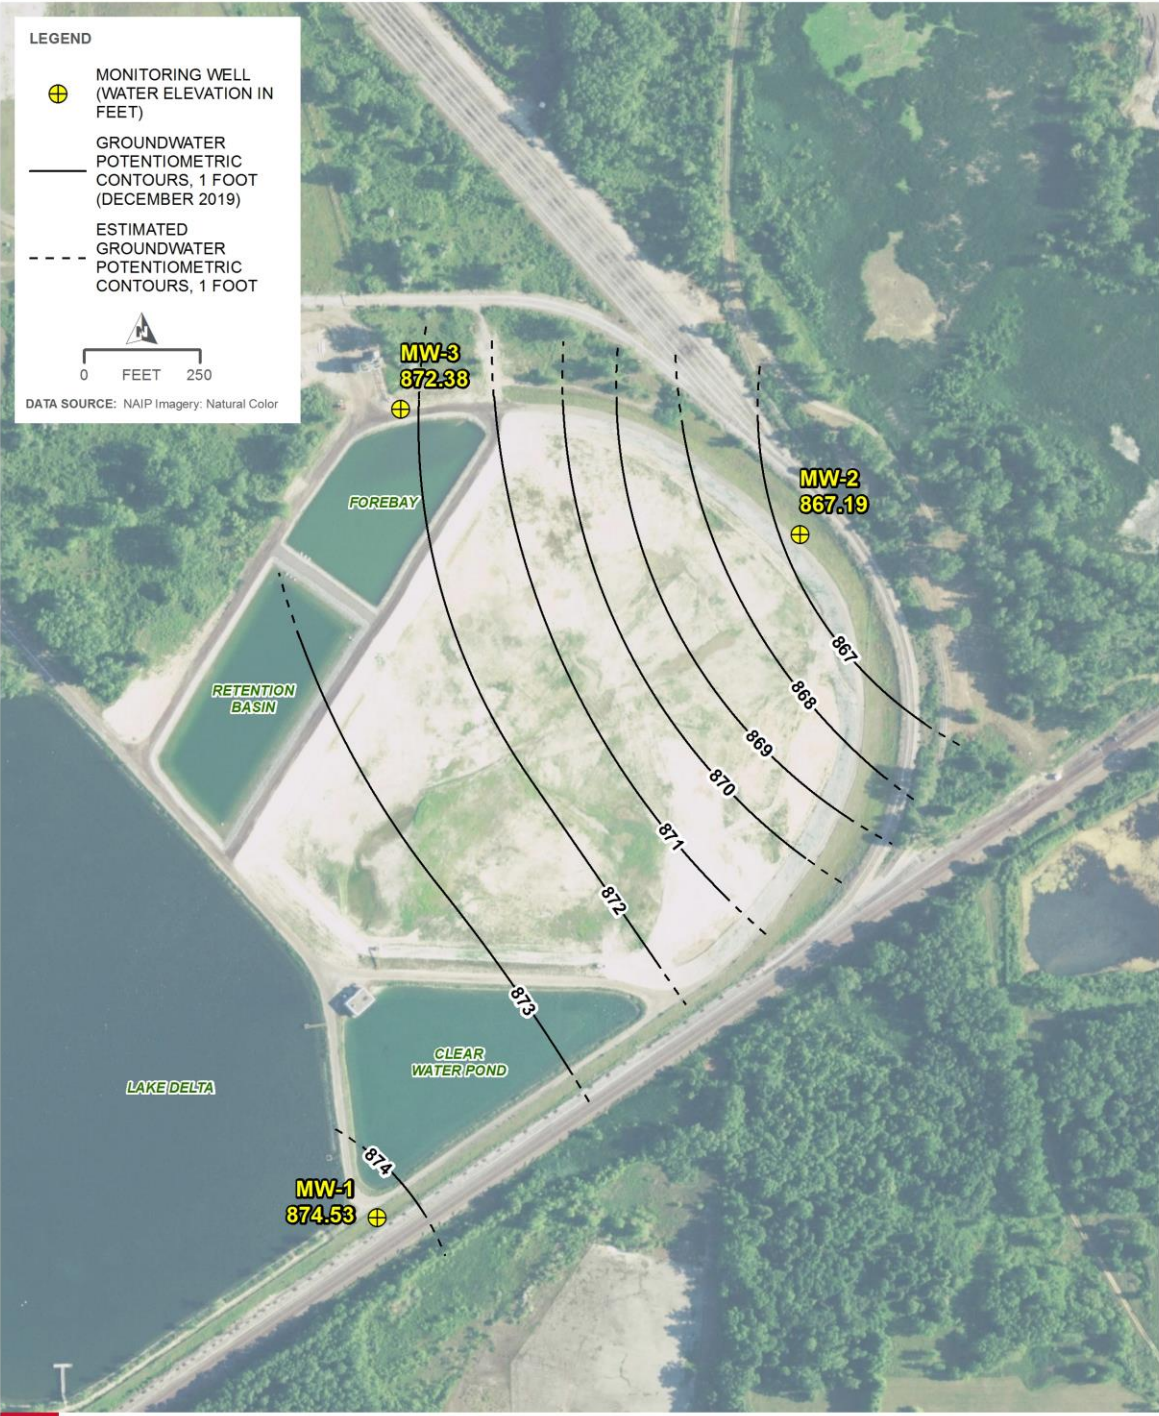 LEGEND
MONITORING WELL
(WATER ELEVATION IN
FEET)
GROUNDWATER
POTENTIOMETRIC
CONTOURS, 1 FOOT
(DECEMBER 2019)
ESTIMATED
GROUNDWATER
POTENTIOMETRIC
CONTOURS, 1 FOOT
N
0 FEET 250
DATA SOURCE: NAIP Imagery: Natural Color
MW-3
872.38
MW-2
867.19
FOREBAY
867
RETENTION
BASIN
868
869
870
871
872
873
CLEAR
WATER POND
LAKE DELTA
874
MW-1
874.53